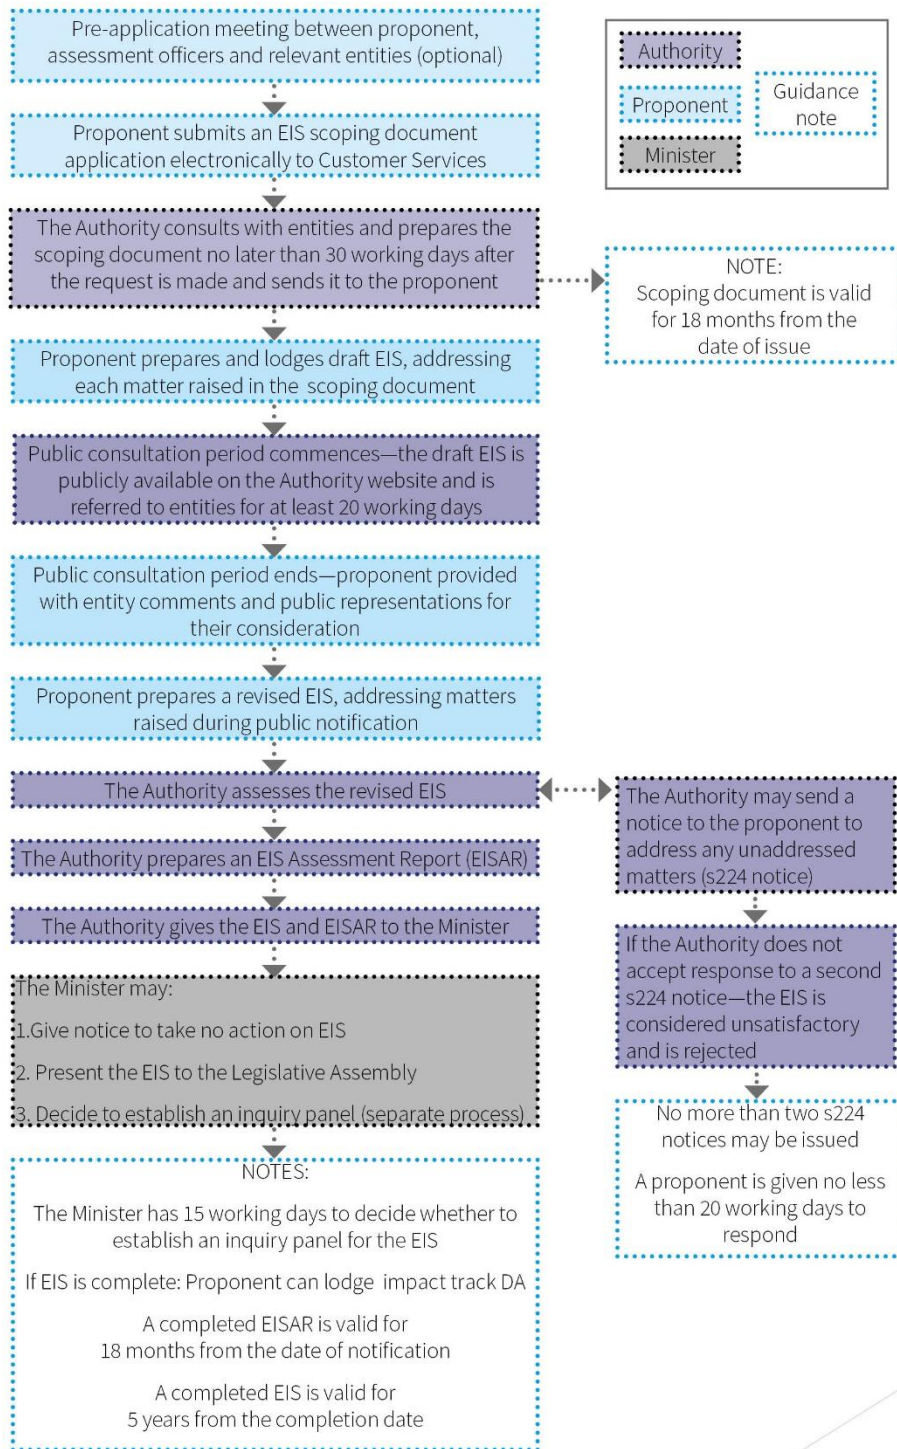 Pre-application meeting between proponent,
assessment officers and relevant entities (optional)
Proponent submits an EIS scoping document
application electronically to Customer Services
The Authority consults with entities and prepares the
scoping document no later than 30 working days after
the request is made and sends it to the proponent
Proponent prepares and lodges draft EIS, addressing
each matter raised in the scoping document
Public consultation period commences—the draft EIS is
publicly available on the Authority website and is
referred to entities for at least 20 working days
Public consultation period ends—proponent provided
with entity comments and public representations for
their consideration
Proponent prepares a revised EIS, addressing matters
raised during public notification
The Authority assesses the revised EIS
The Authority prepares an EIS Assessment Report (EISAR)
The Authority gives the EIS and EISAR to the Minister
The Minister may:
1.Give notice to take no action on EIS
2. Present the EIS to the Legislative Assembly
3. Decide to establish an inquiry panel (separate process)
NOTES:
The Minister has 15 working days to decide whether to
establish an inquiry panel for the EIS
If EIS is complete: Proponent can lodge impact track DA
A completed EISAR is valid for
18 months from the date of notification
A completed EIS is valid for
5 years from the completion date
Authority
Proponent
Minister
Guidance
note
NOTE:
Scoping document is valid
for 18 months from the
date of issue
The Authority may send a
notice to the proponent to
address any unaddressed
matters (s224 notice)
If the Authority does not
accept response to a second
s224 notice—the EIS is
considered unsatisfactory
and is rejected
No more than two s224
notices may be issued
A proponent is given no less
than 20 working days to
respond